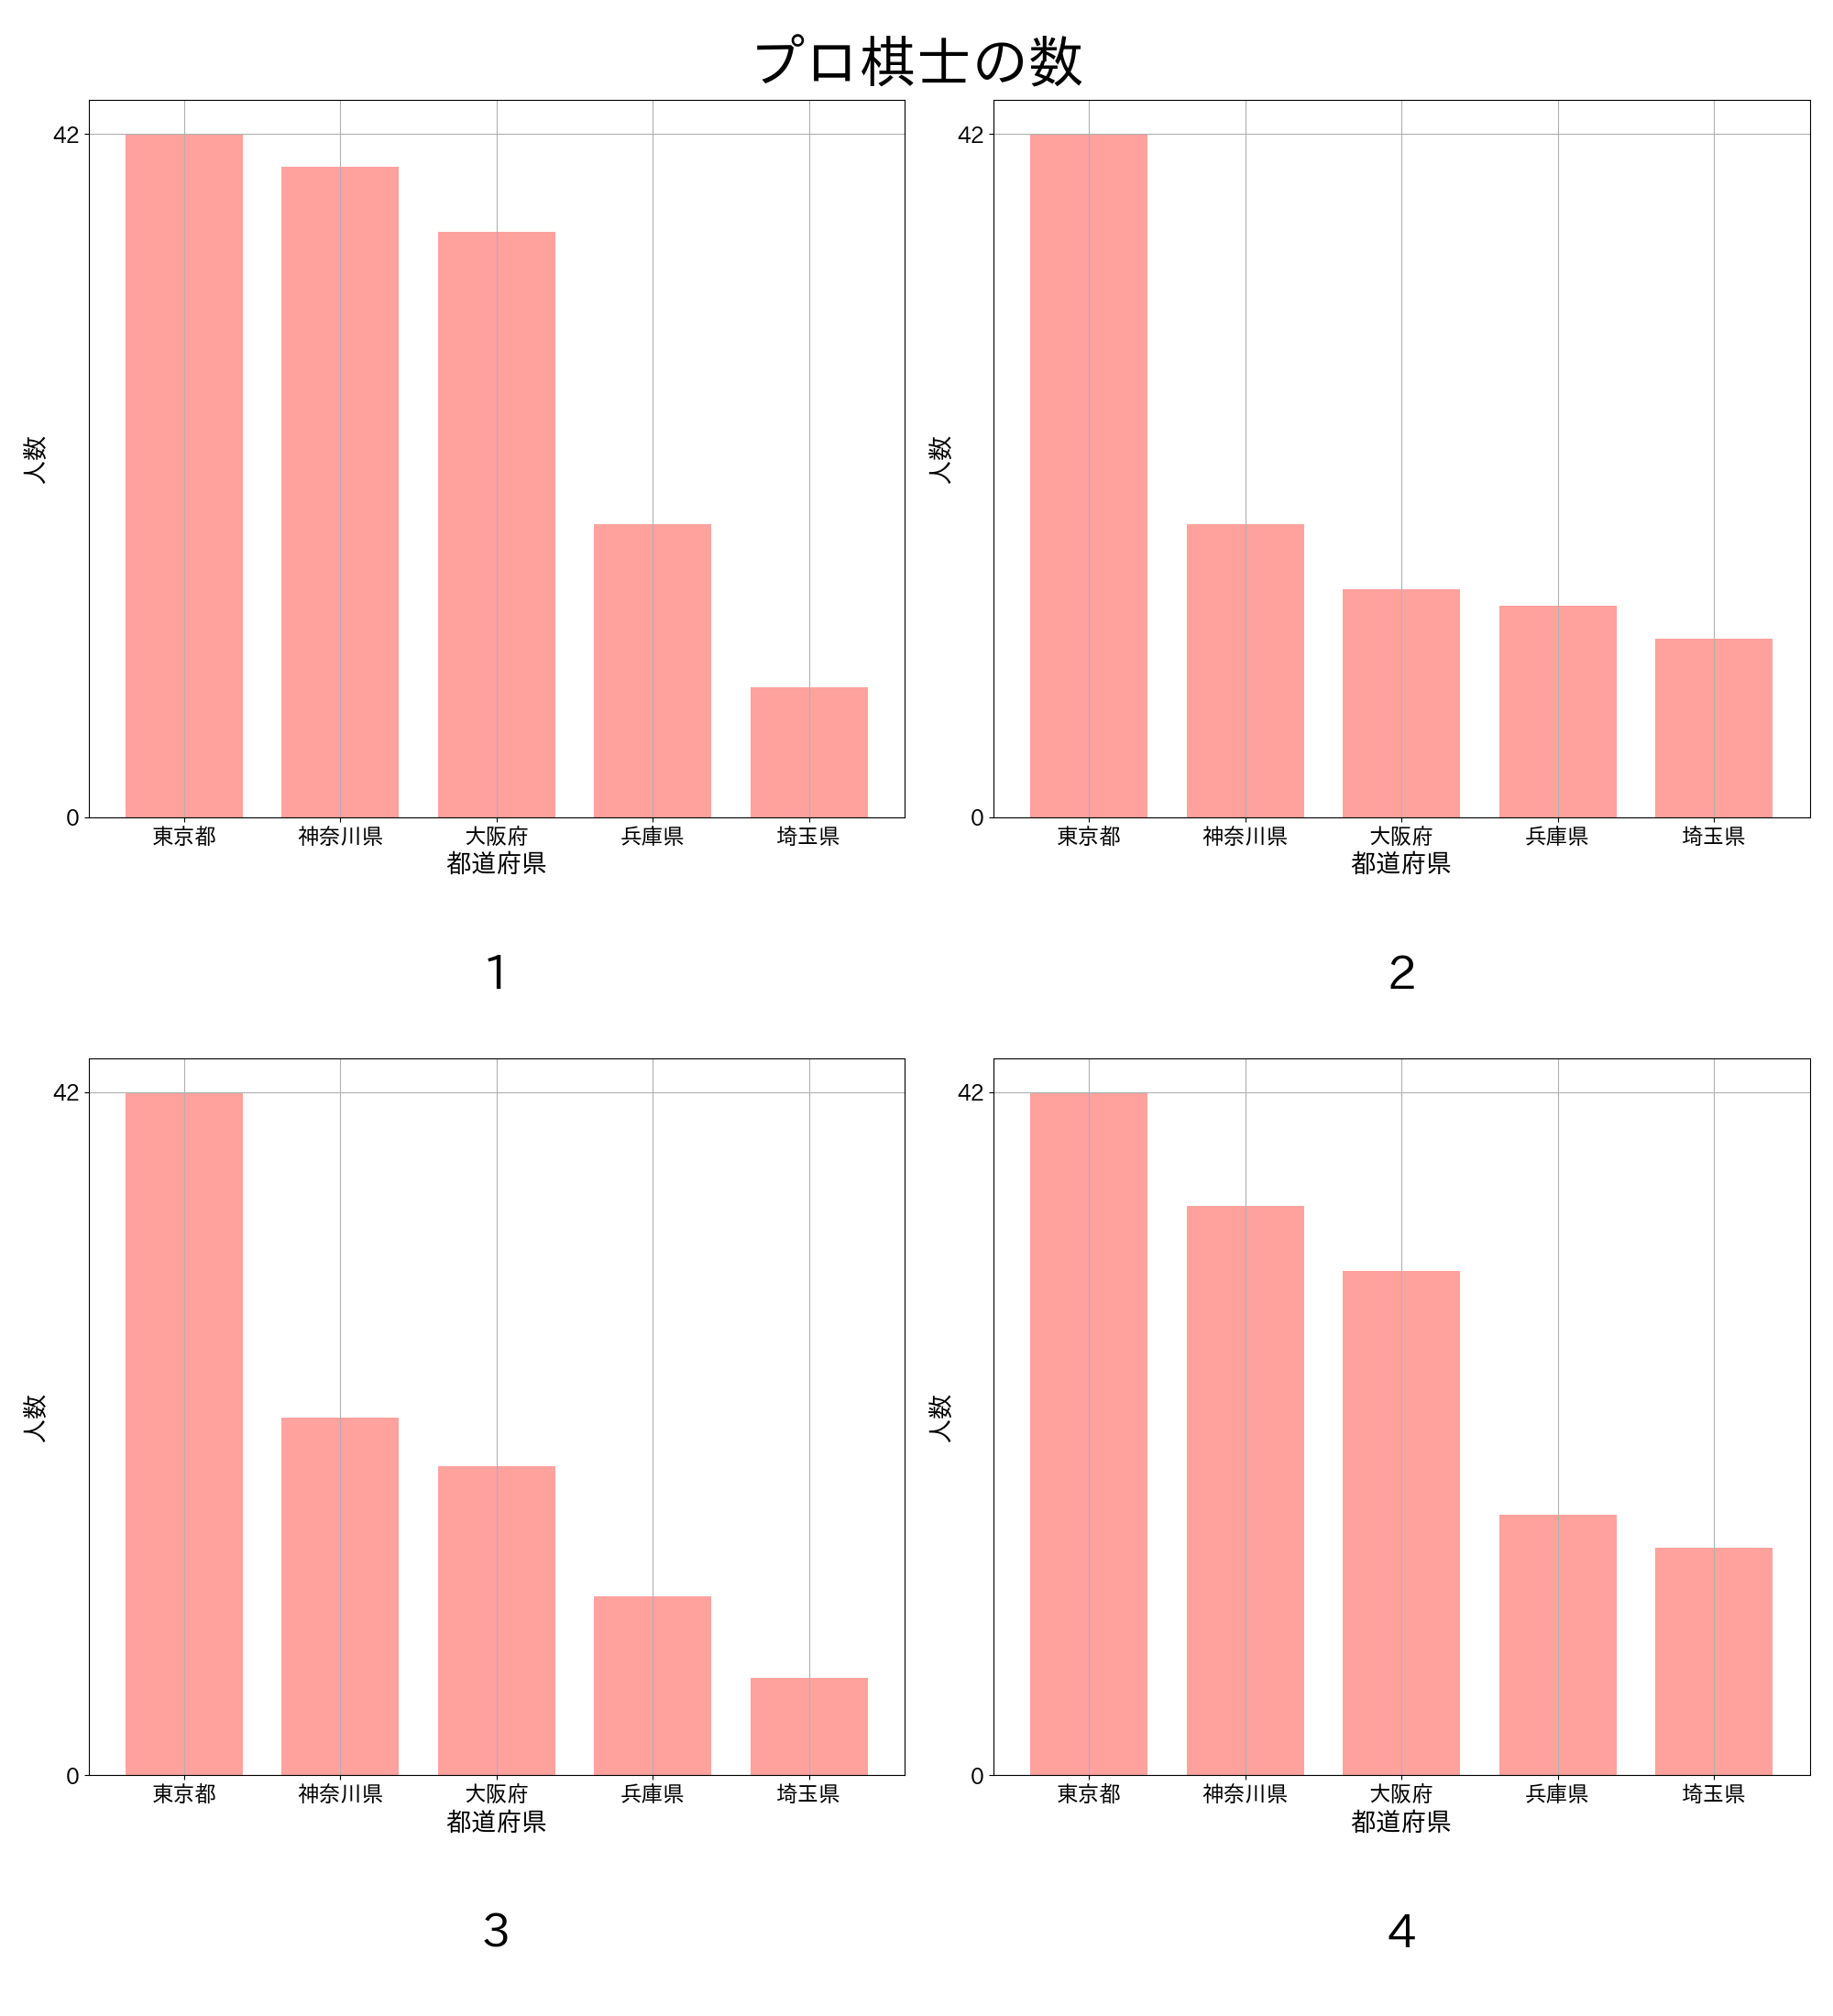 プロ棋士の数
42
0
人数
東京都 神奈川県 大阪府 兵庫県 埼玉県
都道府県
1
42
0
人数
東京都 神奈川県 大阪府 兵庫県 埼玉県
都道府県
2
42
0
人数
東京都 神奈川県 大阪府 兵庫県 埼玉県
都道府県
3
42
0
人数
東京都 神奈川県 大阪府 兵庫県 埼玉県
都道府県
4